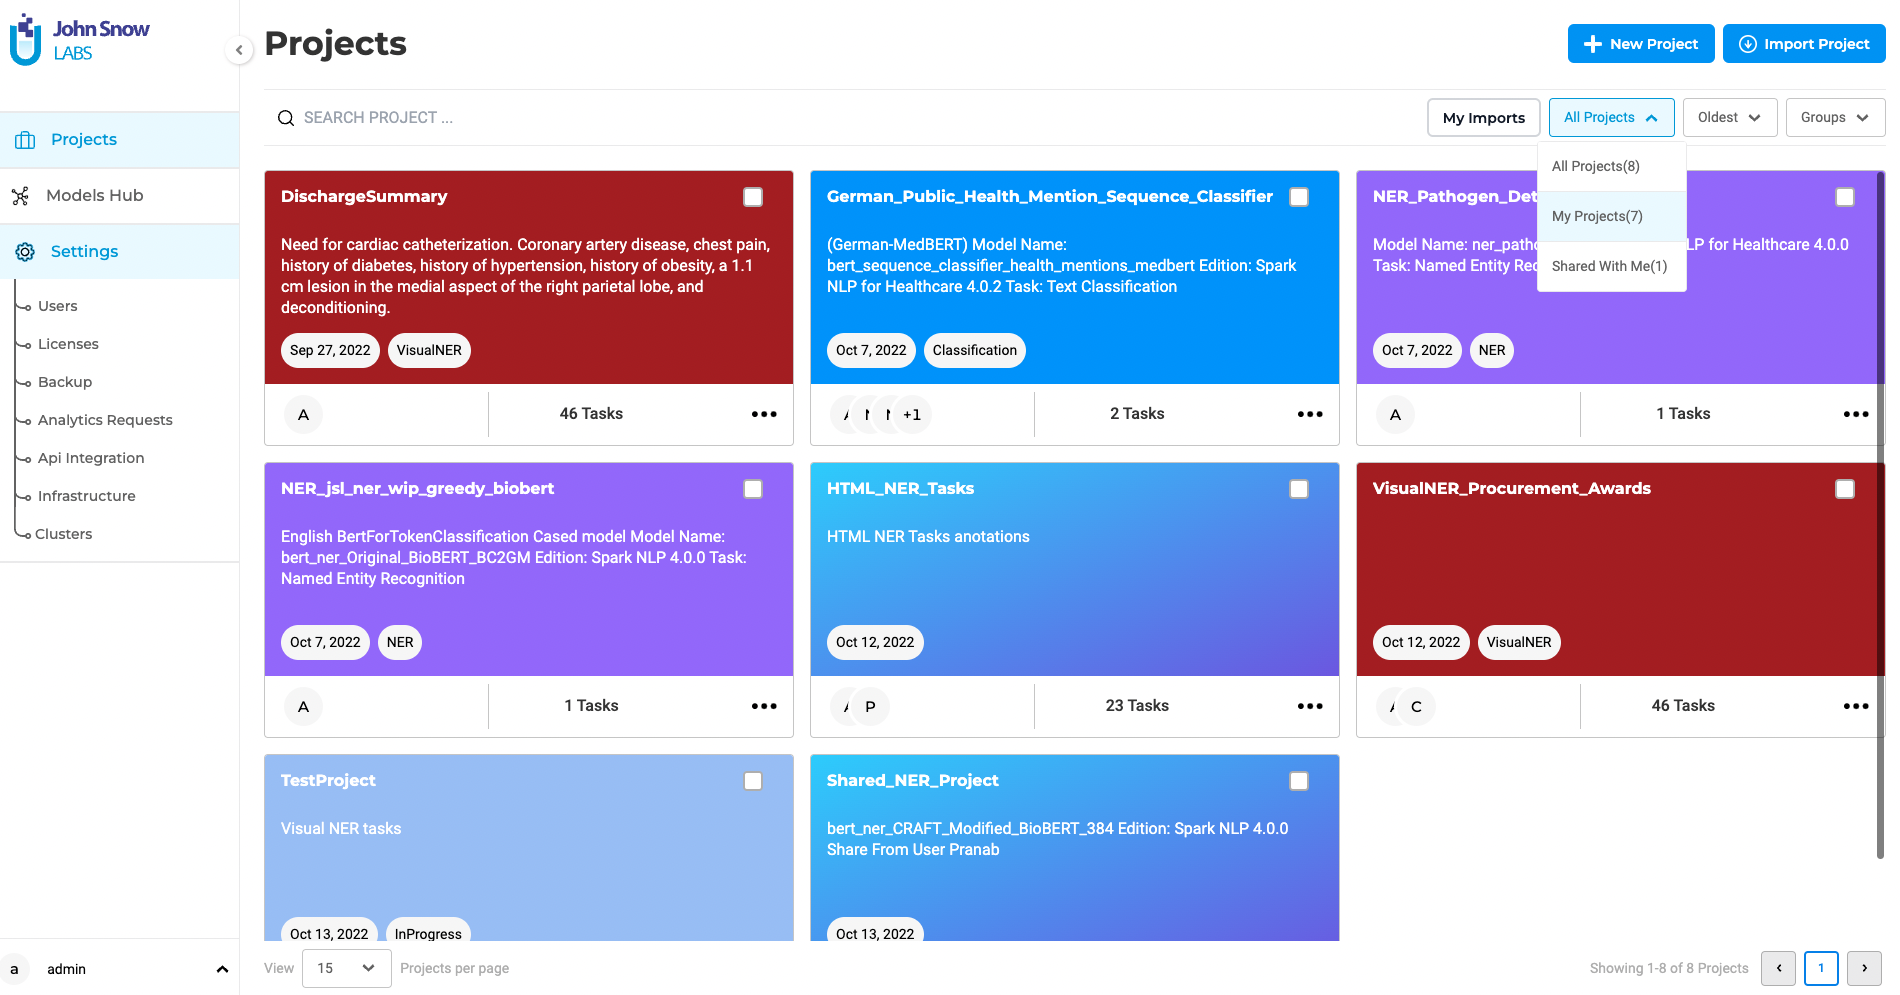 John Snow
LABS
Projects
Models Hub
Settings
Users
Licenses
Backup
Analytics Requests
Api Integration
Infrastructure
Clusters
a admin
Projects
New Project
Import Project
SEARCH PROJECT ...
My Imports
All Projects
Oldest
Groups
All Projects(8)
My Projects(7)
Shared With Me(1)
DischargeSummary
Need for cardiac catheterization. Coronary artery disease, chest pain,
history of diabetes, history of hypertension, history of obesity, a 1.1
cm lesion in the medial aspect of the right parietal lobe, and
deconditioning.
Sep 27, 2022 VisualNER
A 46 Tasks
German_Public_Health_Mention_Sequence_Classifier
(German-MedBERT) Model Name:
bert_sequence_classifier_health_mentions_medbert Edition: Spark
NLP for Healthcare 4.0.2 Task: Text Classification
Oct 7, 2022 Classification
+1 2 Tasks
NER_Pathogen_Det
Model Name: ner_patho LP for Healthcare 4.0.0
Task: Named Entity Rec
Oct 7, 2022 NER
A 1 Tasks
NER_jsl_ner_wip_greedy_biobert
English BertForTokenClassification Cased model Model Name:
bert_ner_Original_BioBERT_BC2GM Edition: Spark NLP 4.0.0 Task:
Named Entity Recognition
Oct 7, 2022 NER
A 1 Tasks
HTML_NER_Tasks
HTML NER Tasks anotations
Oct 12, 2022
P 23 Tasks
VisualNER_Procurement_Awards
Oct 12, 2022 VisualNER
C 46 Tasks
TestProject
Visual NER tasks
Oct 13, 2022 InProgress
Shared_NER_Project
bert_ner_CRAFT_Modified_BioBERT_384 Edition: Spark NLP 4.0.0
Share From User Pranab
Oct 13, 2022
View 15 Projects per page
Showing 1-8 of 8 Projects
1